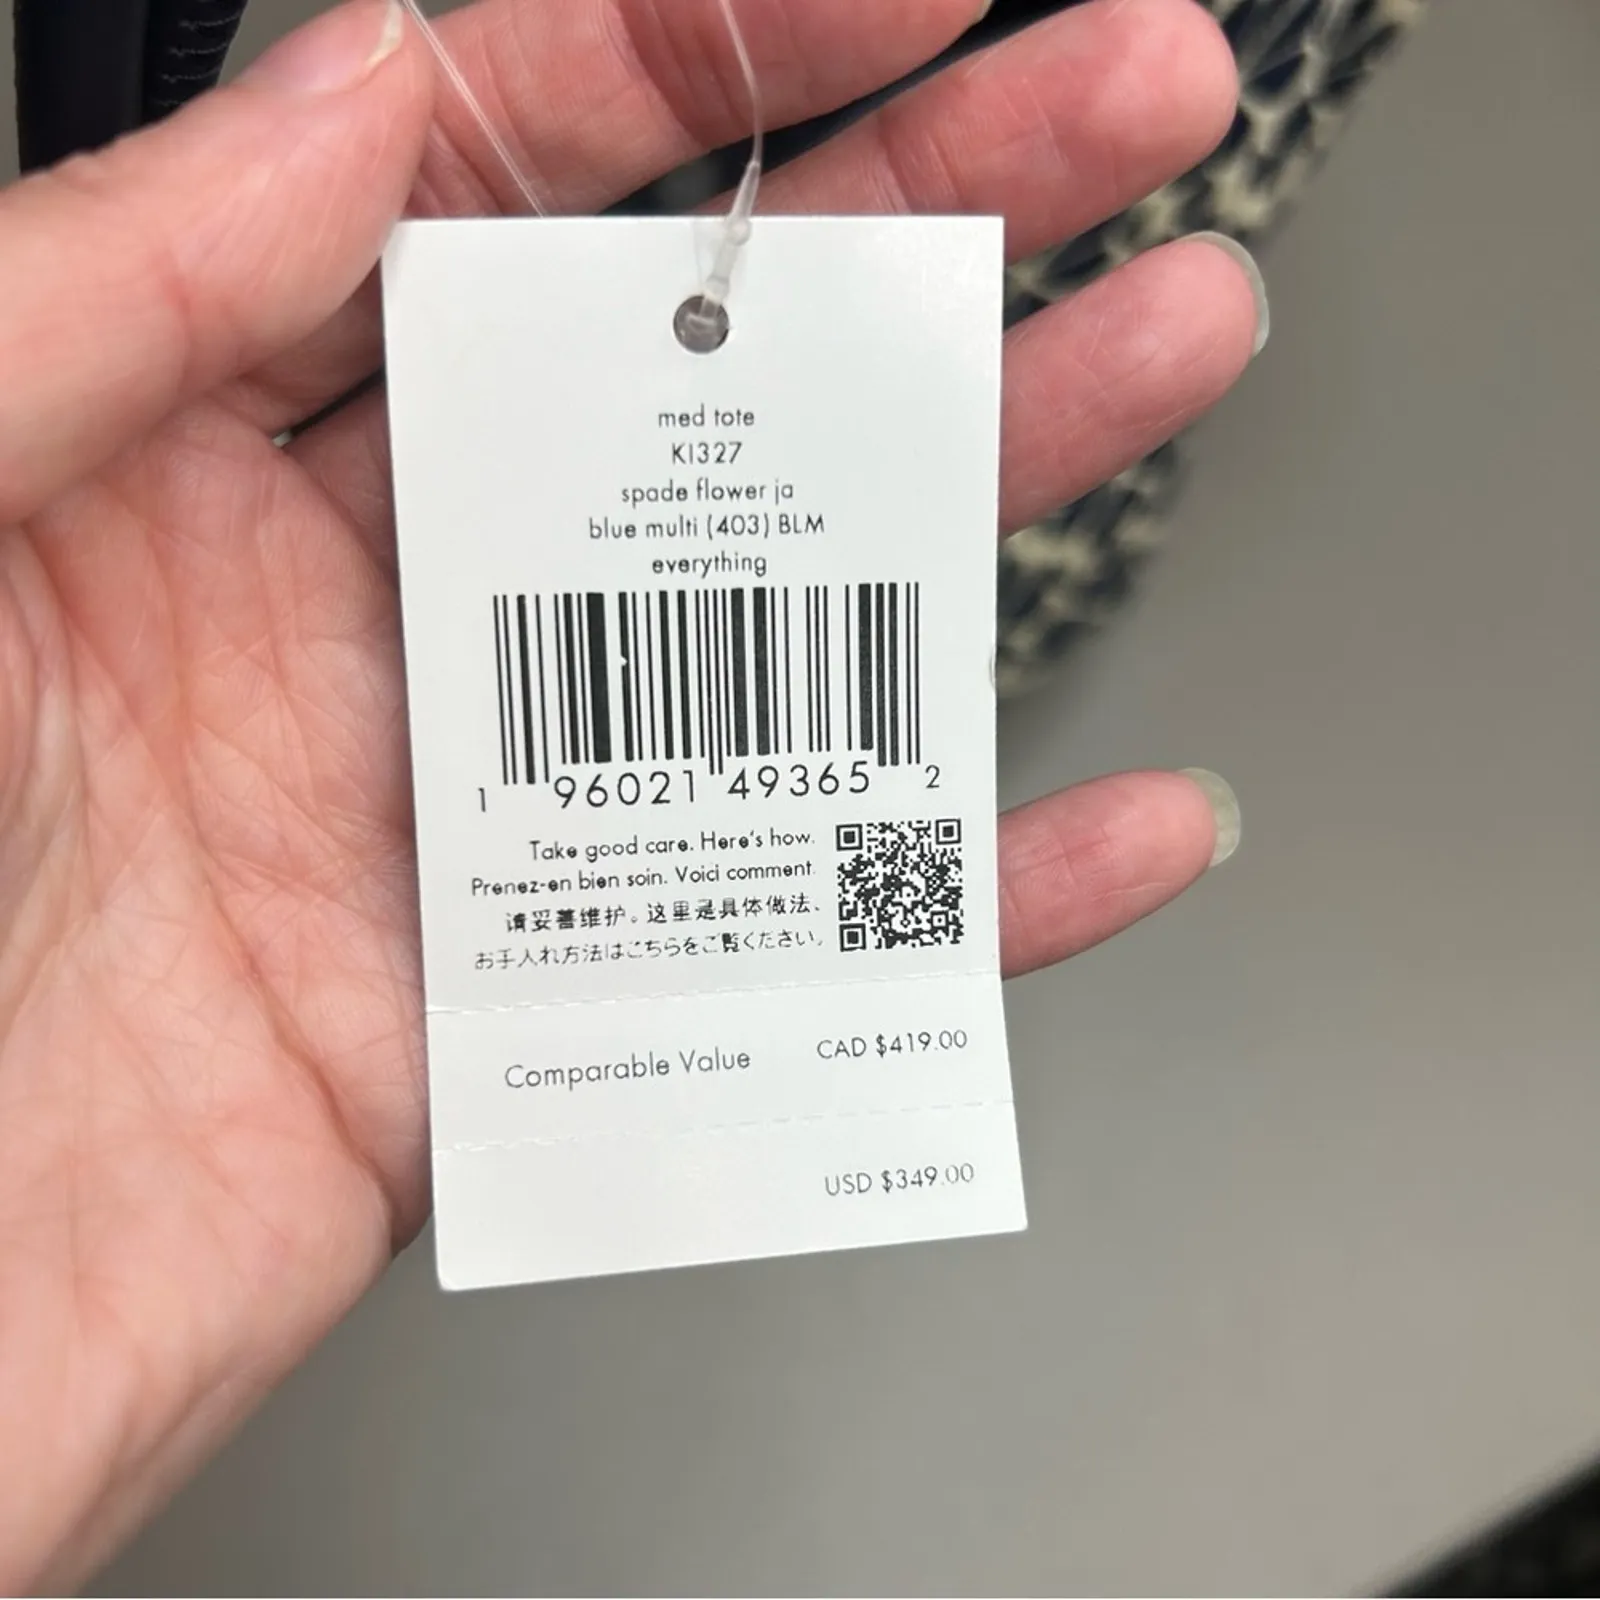 med tote
KI327
spade flower ja
blue multi (403) BLM
everything
1 96021 49365 2
Take good care. Here's how.
Prenez-en bien soin. Voici comment.
请妥善维护。这里是具体做法、
お手入れ方法はこちらをご覧ください。
Comparable Value CAD $419.00
USD $349.00